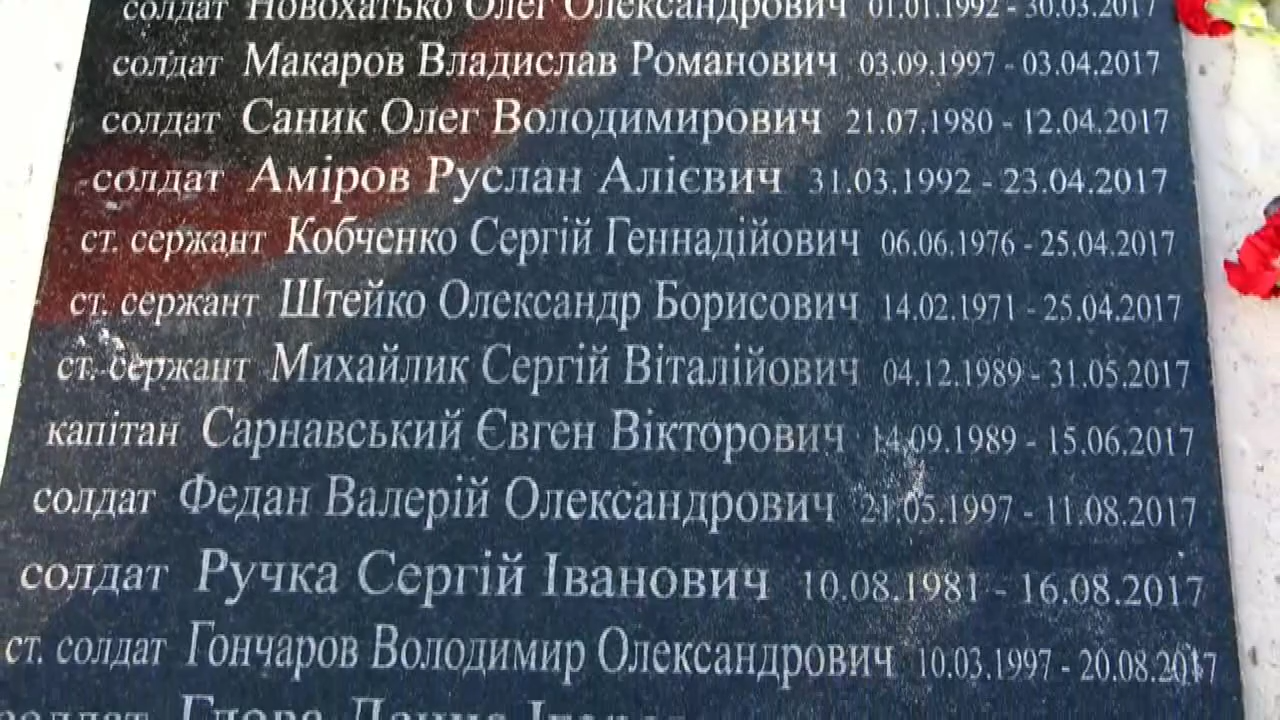 солдат Новохатько Олег Олександрович 01.01.1992 - 30.03.2017
солдат Макаров Владислав Романович 03.09.1997 - 03.04.2017
солдат Саник Олег Володимирович 21.07.1980 - 12.04.2017
солдат Аміров Руслан Алієвич 31.03.1992 - 23.04.2017
ст. сержант Кобченко Сергій Геннадійович 06.06.1976 - 25.04.2017
ст. сержант Штейко Олександр Борисович 14.02.1971 - 25.04.2017
ст. сержант Михайлик Сергій Віталійович 04.12.1989 - 31.05.2017
капітан Сарнавський Євген Вікторович 14.09.1989 - 15.06.2017
солдат Федан Валерій Олександрович 21.05.1997 - 11.08.2017
солдат Ручка Сергій Іванович 10.08.1981 - 16.08.2017
ст. солдат Гончаров Володимир Олександрович 10.03.1997 - 20.08.2017
солдат